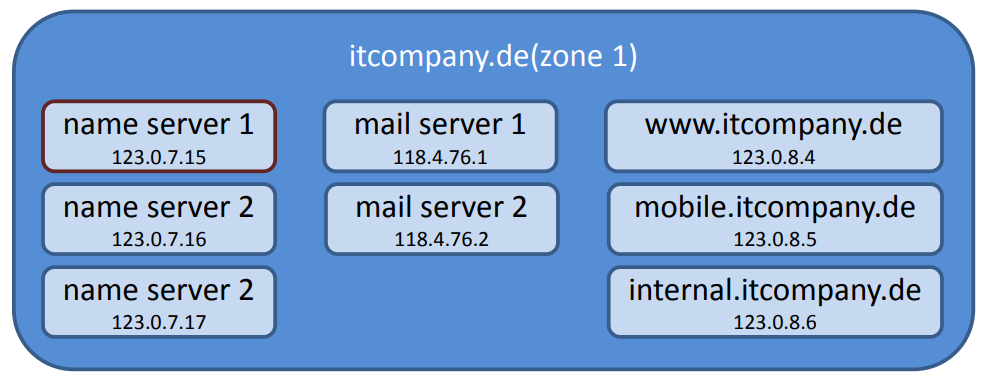 itcompany.de(zone 1)
name server 1
123.0.7.15
mail server 1
118.4.76.1
www.itcompany.de
123.0.8.4
name server 2
123.0.7.16
mail server 2
118.4.76.2
mobile.itcompany.de
123.0.8.5
name server 2
123.0.7.17
internal.itcompany.de
123.0.8.6